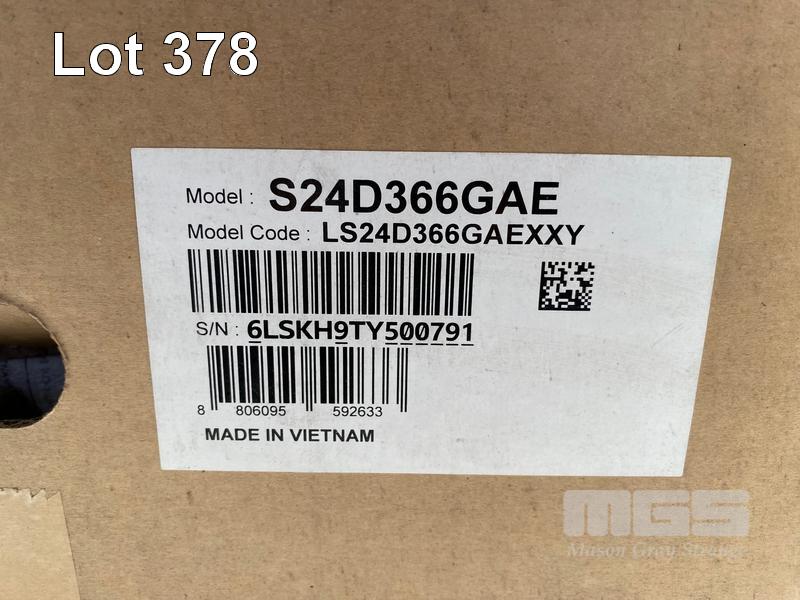 Lot 378
Model : S24D366GAE
Model Code : LS24D366GAEXXY
S/N : 6LSKH9TY500791
8 806095 592633
MADE IN VIETNAM
MGS
Mason Gray Strange